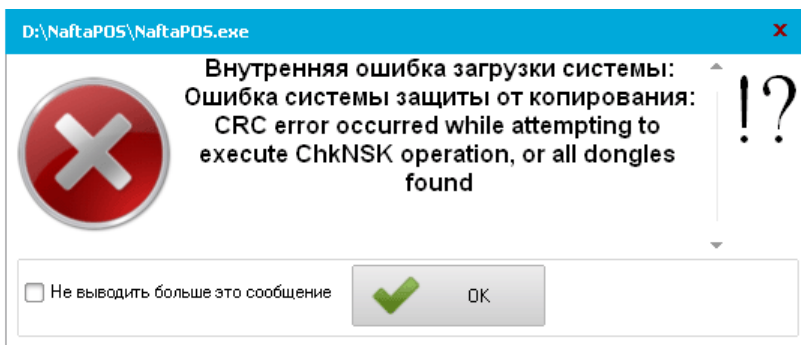 D:\NaftaPOS\NaftaPOS.exe
x
Внутренняя ошибка загрузки системы:
Ошибка системы защиты от копирования:
CRC error occurred while attempting to
execute ChkNSK operation, or all dongles
found
!?
Не выводить больше это сообщение
OK